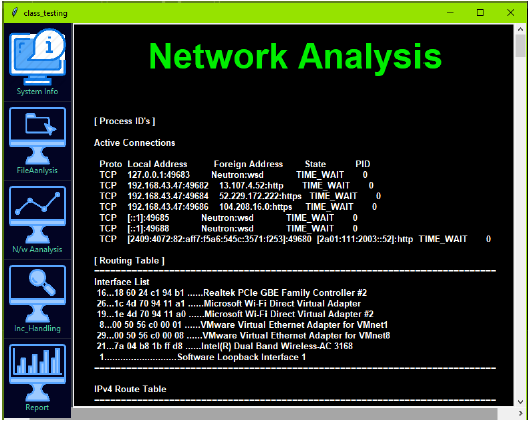 class_testing
Network Analysis
System Info
FileAanlysis
N/w Aanalysis
Inc_Handling
Report
[ Process ID's ]
Active Connections
Proto Local Address Foreign Address State PID
TCP 127.0.0.1:49683 Neutron:wsd TIME_WAIT 0
TCP 192.168.43.47:49682 13.107.4.52:http TIME_WAIT 0
TCP 192.168.43.47:49684 52.229.172.222:https TIME_WAIT 0
TCP 192.168.43.47:49686 104.208.16.0:https TIME_WAIT 0
TCP [::1]:49685 Neutron:wsd TIME_WAIT 0
TCP [::1]:49688 Neutron:wsd TIME_WAIT 0
TCP [2409:4072:82:aff7:f5a6:545c:3571:f253]:49680 [2a01:111:2003::52]:http TIME_WAIT 0
[ Routing Table ]
===========================================================================
Interface List
16...18 60 24 c1 94 b1 ......Realtek PCIe GBE Family Controller #2
26...1c 4d 70 94 11 a1 ......Microsoft Wi-Fi Direct Virtual Adapter
19...1e 4d 70 94 11 a0 ......Microsoft Wi-Fi Direct Virtual Adapter #2
8...00 50 56 c0 00 01 ......VMware Virtual Ethernet Adapter for VMnet1
29...00 50 56 c0 00 08 ......VMware Virtual Ethernet Adapter for VMnet8
21...7a 04 b8 1b ff d8 ......Intel(R) Dual Band Wireless-AC 3168
1...........................Software Loopback Interface 1
===========================================================================
IPv4 Route Table
===========================================================================